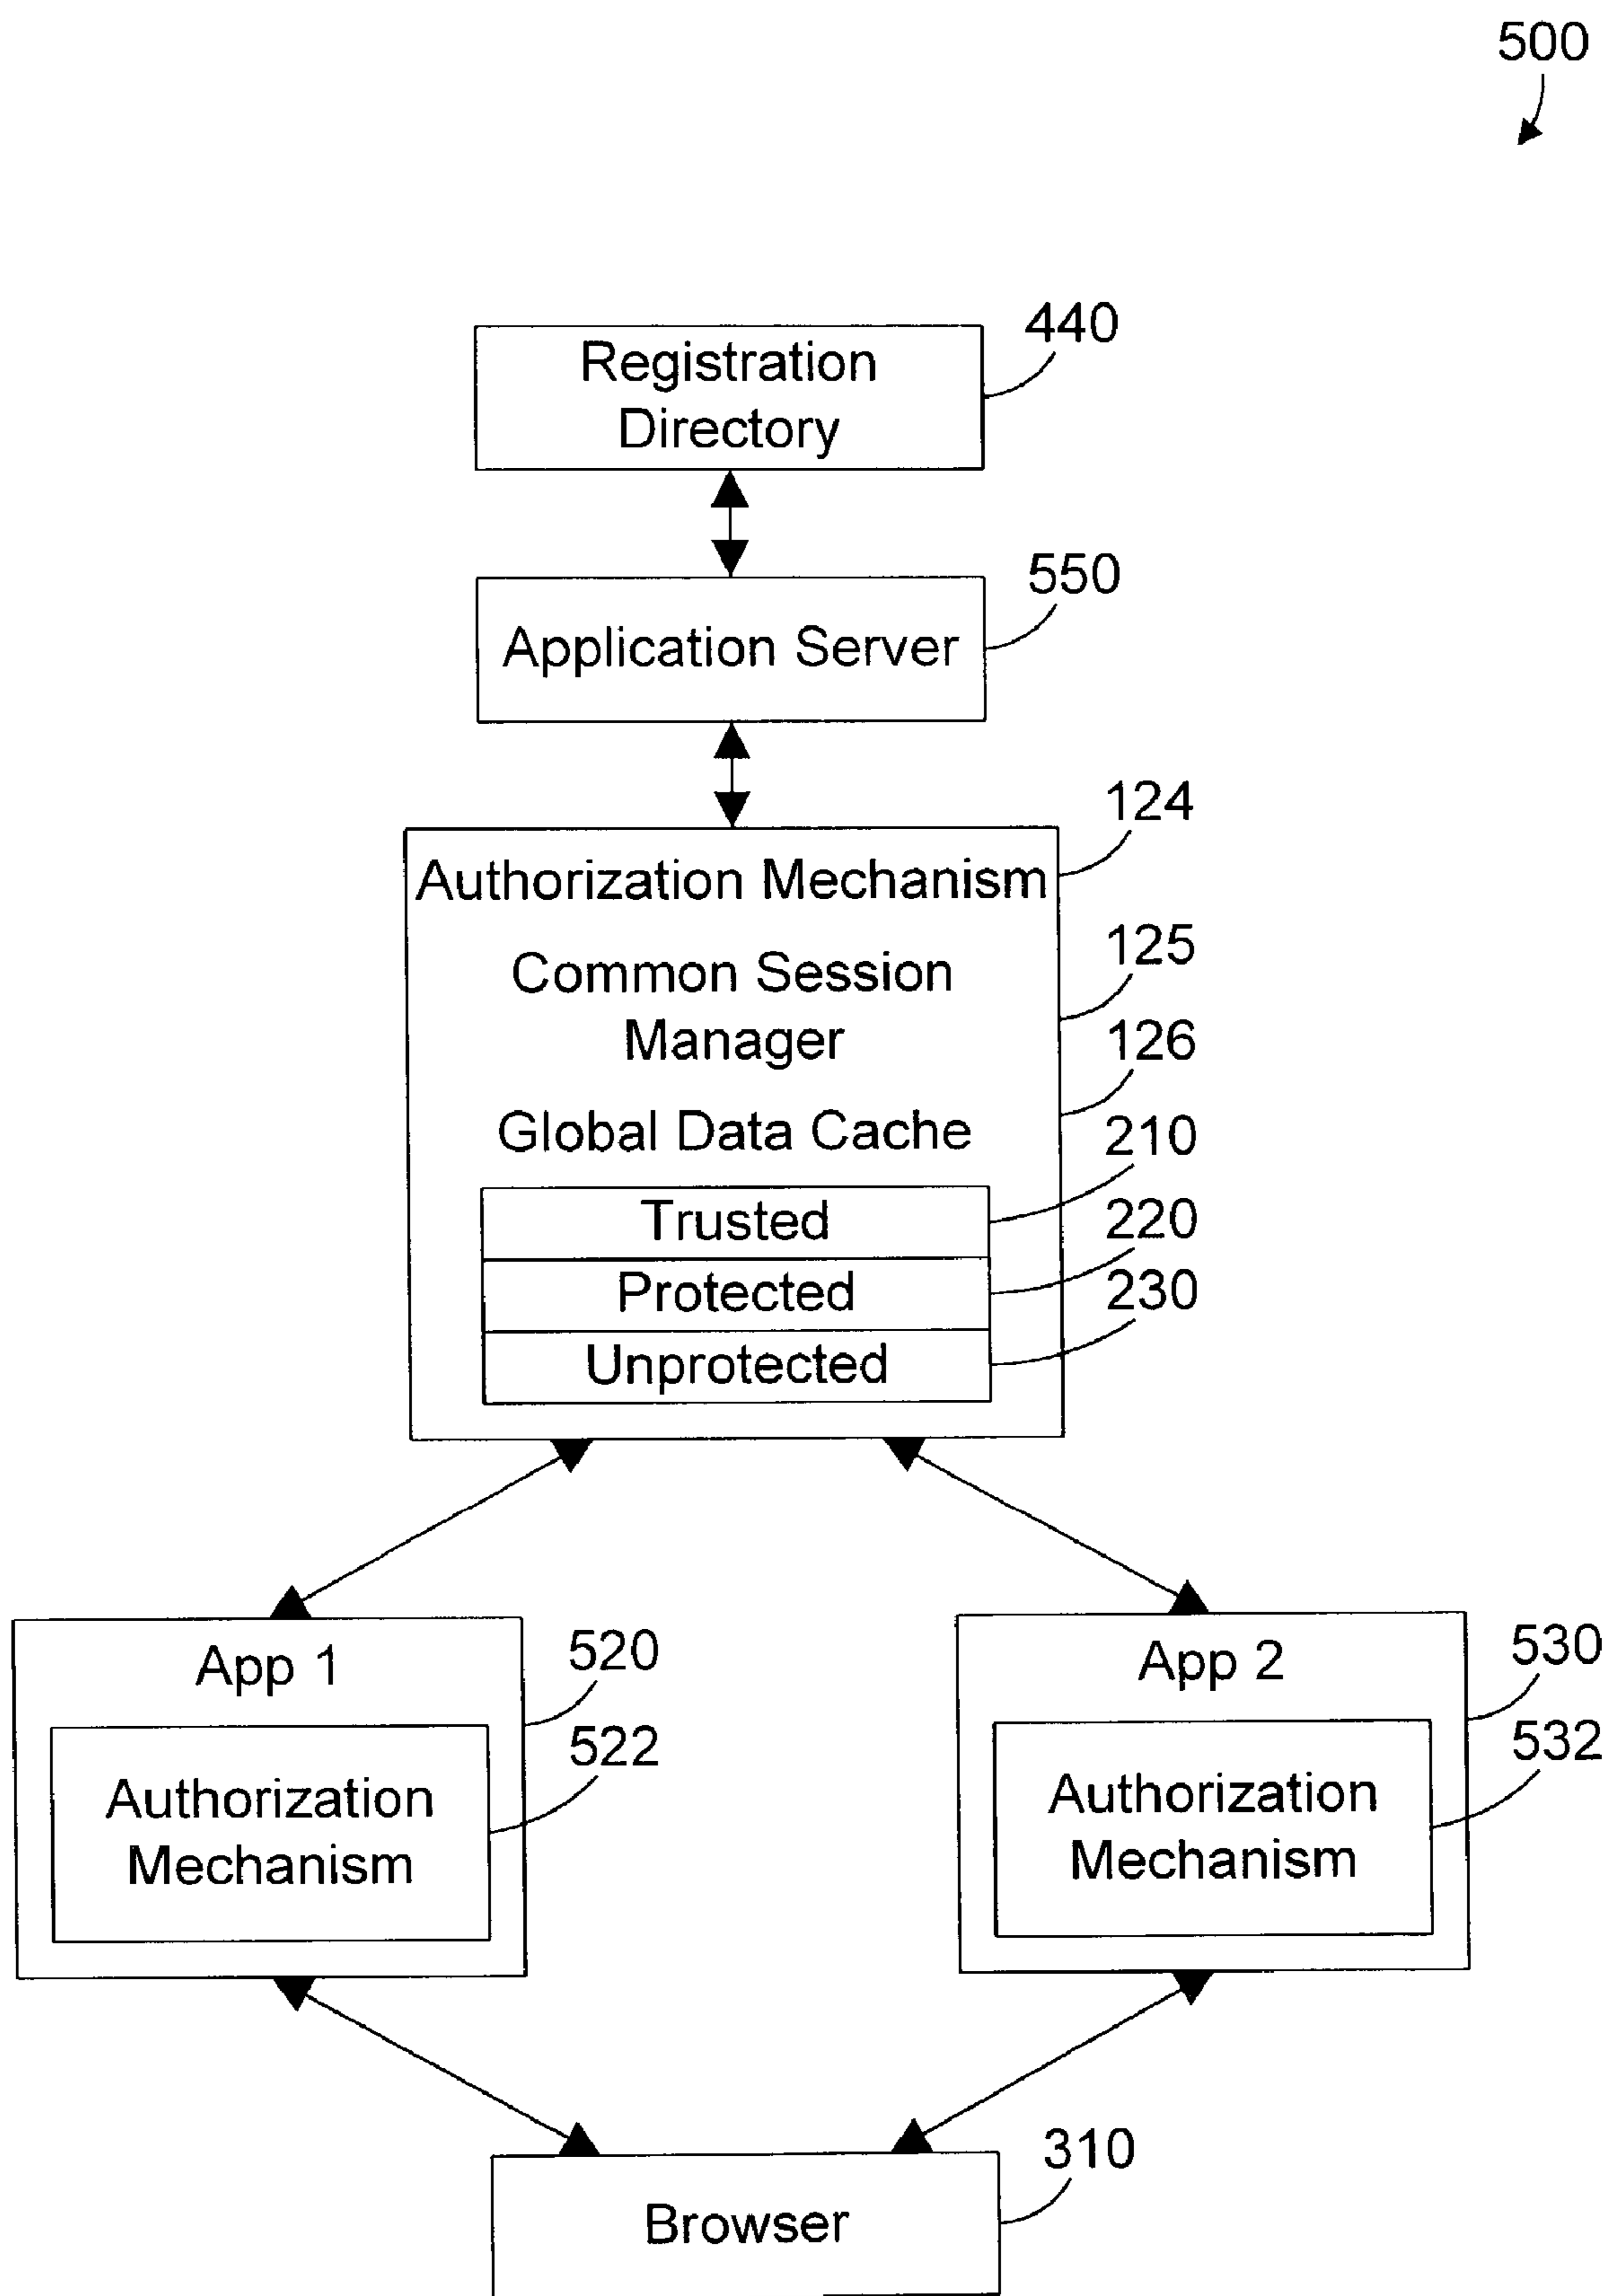 500
440
Registration
Directory
550
Application Server
124
Authorization Mechanism
125
Common Session
Manager
126
Global Data Cache
210
Trusted
220
Protected
230
Unprotected
App 1
520
522
Authorization
Mechanism
App 2
530
532
Authorization
Mechanism
310
Browser